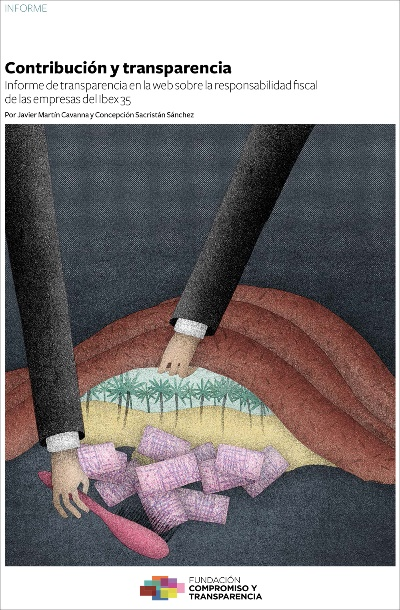 INFORME
Contribución y transparencia
Informe de transparencia en la web sobre la responsabilidad fiscal
de las empresas del Ibex 35
Por Javier Martín Cavanna y Concepción Sacristán Sánchez
FUNDACIÓN
COMPROMISO Y
TRANSPARENCIA